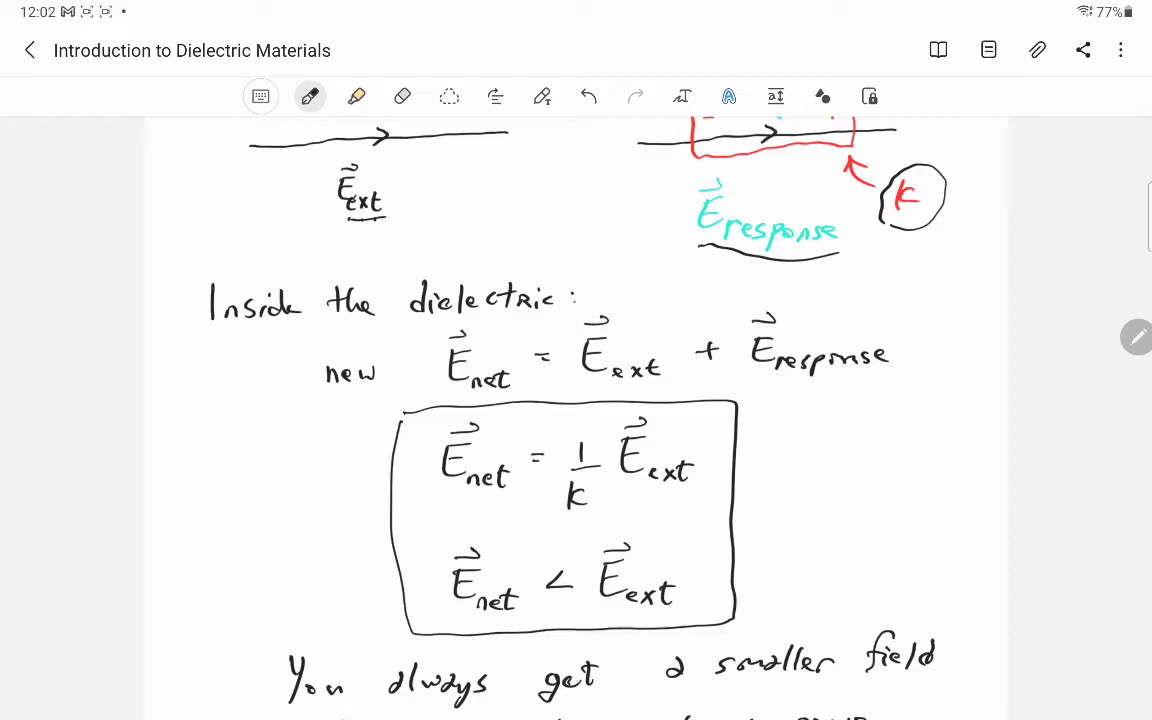 12:02 77%
Introduction to Dielectric Materials
E⃗ext
k
E⃗response
Inside the dielectric:
new E⃗net = E⃗ext + E⃗response
E⃗net = 1/k E⃗ext
E⃗net < E⃗ext
You always get a smaller field